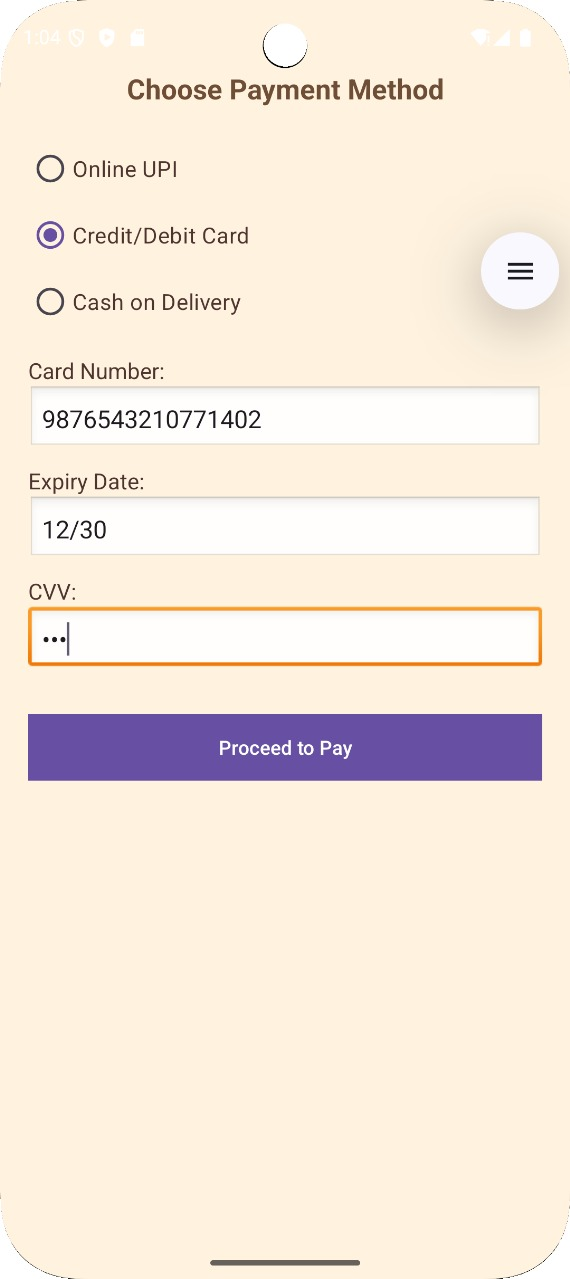 1:04
Choose Payment Method
Online UPI
Credit/Debit Card
Cash on Delivery
Card Number:
9876543210771402
Expiry Date:
12/30
CVV:
•••
Proceed to Pay